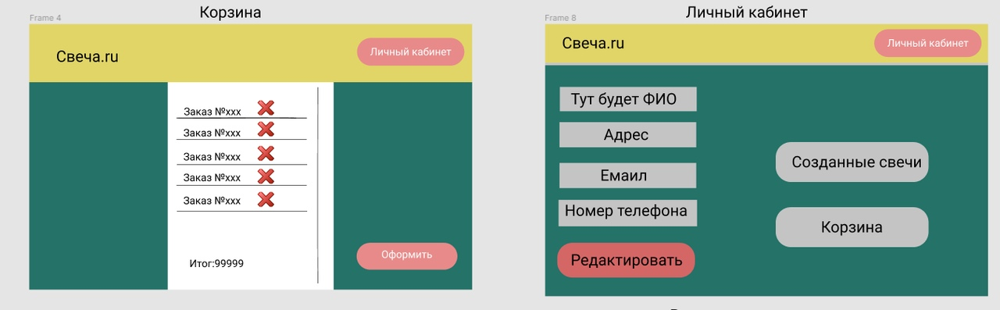 Корзина
Frame 4
Свеча.ru
Личный кабинет
Заказ №xxx
Заказ №xxx
Заказ №xxx
Заказ №xxx
Заказ №xxx
Итог:99999
Оформить
Личный кабинет
Frame 8
Свеча.ru
Личный кабинет
Тут будет ФИО
Адрес
Емаил
Номер телефона
Редактировать
Созданные свечи
Корзина